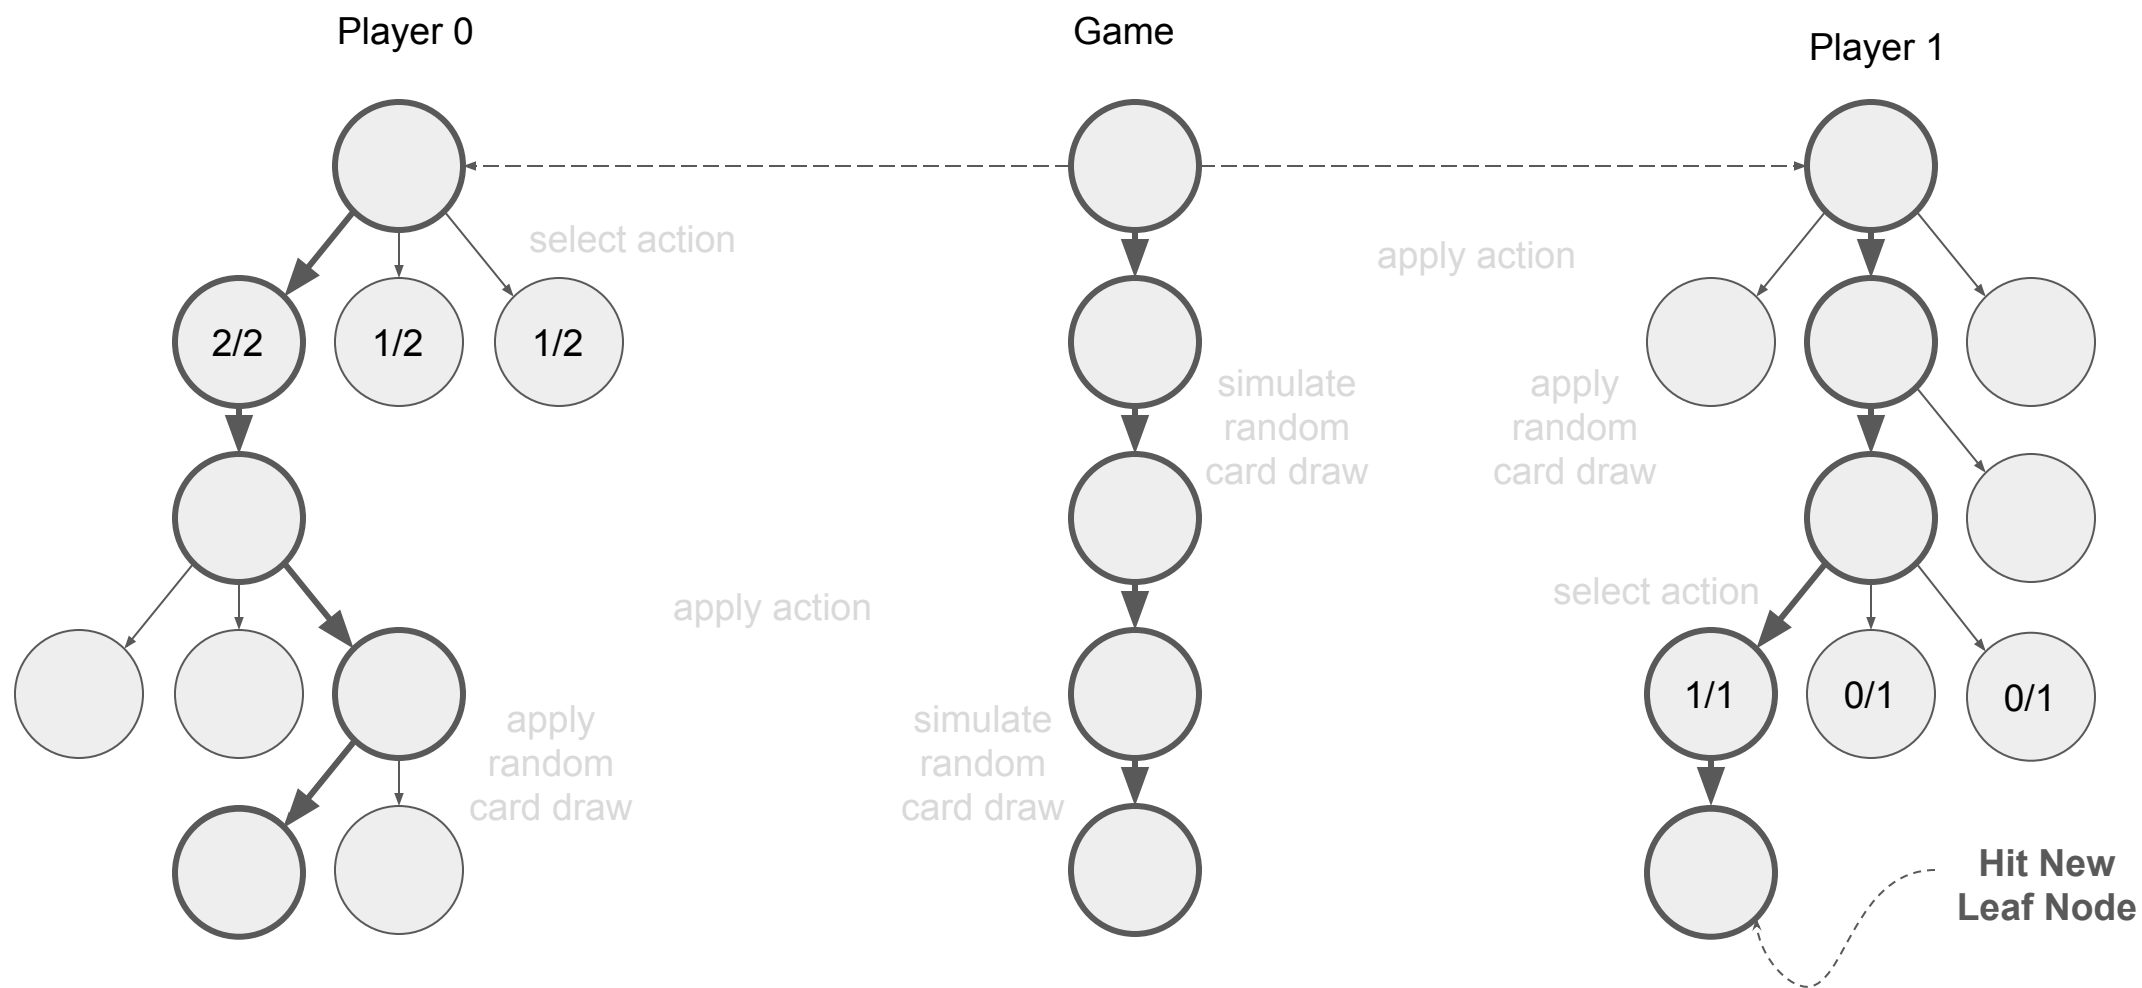 Player 0
Game
Player 1
select action
apply action
2/2
1/2
1/2
simulate
random
card draw
apply
random
card draw
apply action
select action
1/1
0/1
0/1
apply
random
card draw
simulate
random
card draw
Hit New
Leaf Node